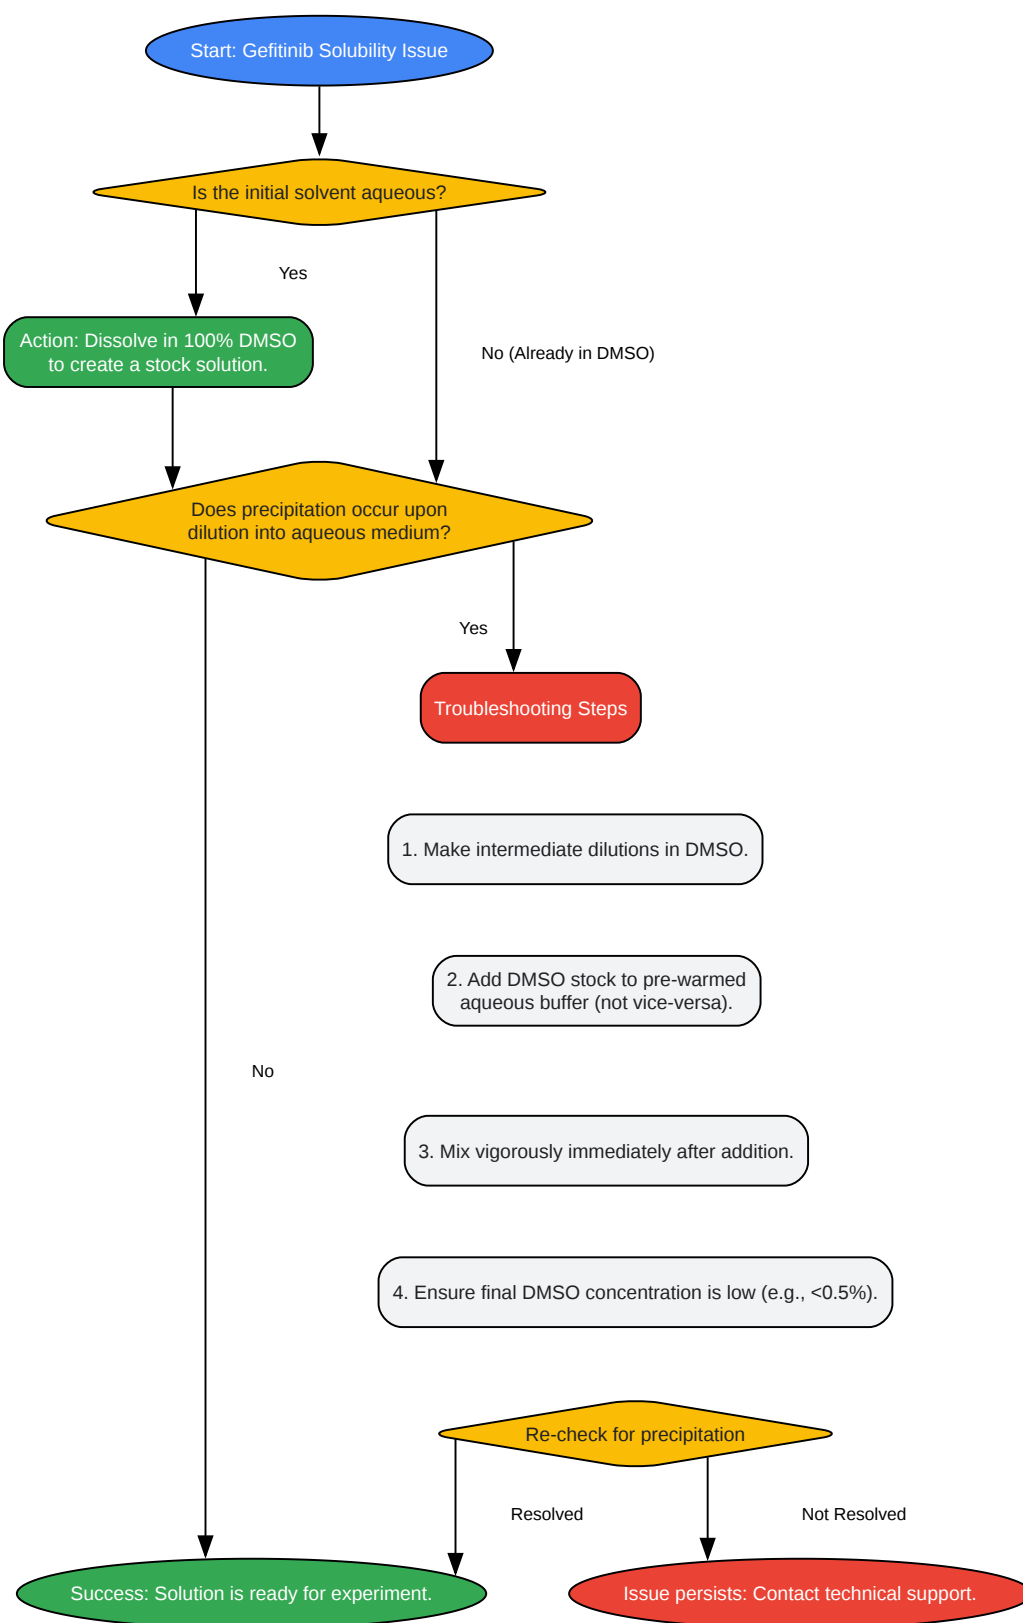 Start: Gefitinib Solubility Issue
Is the initial solvent aqueous?
Yes
Action: Dissolve in 100% DMSO
to create a stock solution.
No (Already in DMSO)
Does precipitation occur upon
dilution into aqueous medium?
Yes
Troubleshooting Steps
1. Make intermediate dilutions in DMSO.
2. Add DMSO stock to pre-warmed
aqueous buffer (not vice-versa).
No
3. Mix vigorously immediately after addition.
4. Ensure final DMSO concentration is low (e.g., <0.5%).
Re-check for precipitation
Resolved
Not Resolved
Success: Solution is ready for experiment.
Issue persists: Contact technical support.